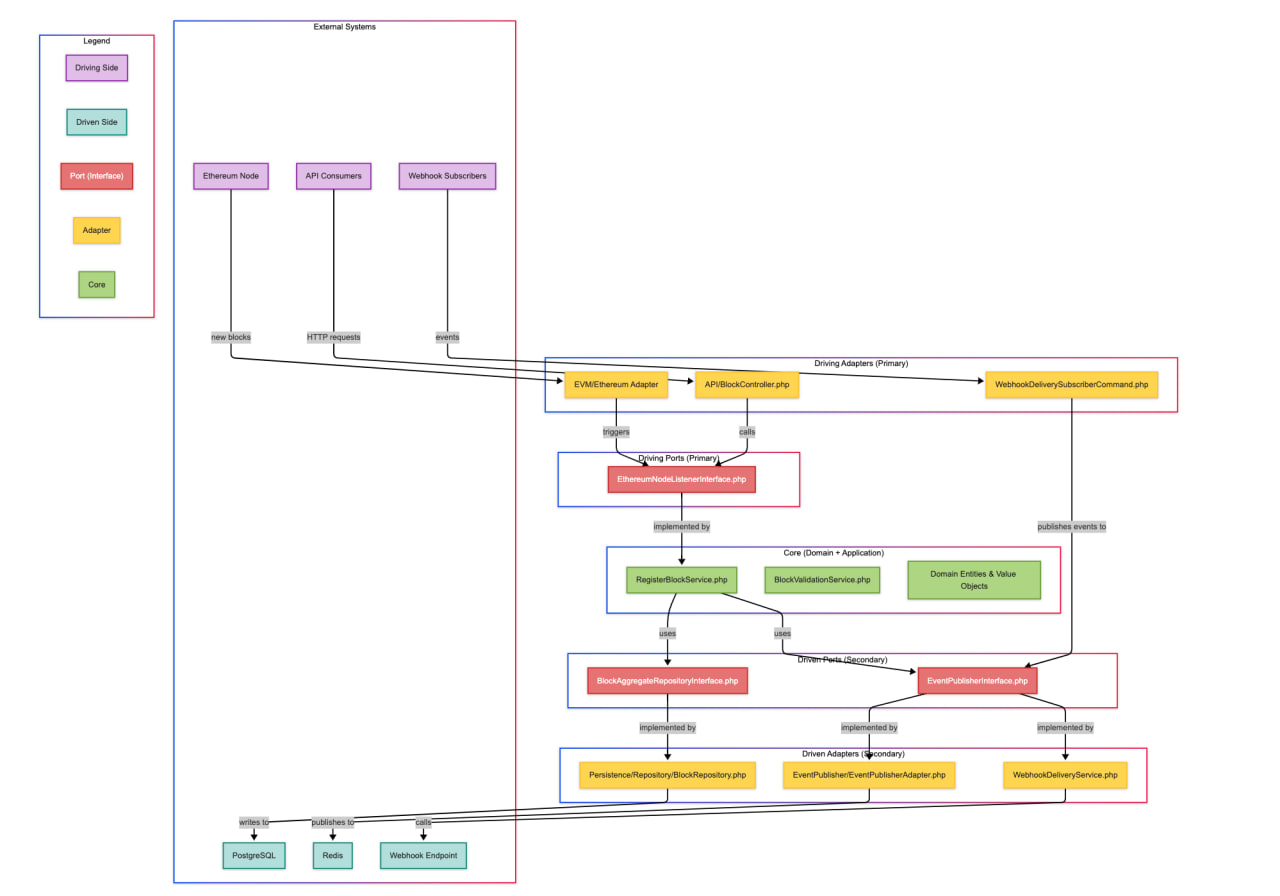 External Systems
Legend
Driving Side
Driven Side
Port (Interface)
Adapter
Core
Ethereum Node
API Consumers
Webhook Subscribers
new blocks
HTTP requests
events
Driving Adapters (Primary)
EVM/Ethereum Adapter
API/BlockController.php
WebhookDeliverySubscriberCommand.php
triggers
calls
Driving Ports (Primary)
EthereumNodeListenerInterface.php
implemented by
publishes events to
Core (Domain + Application)
RegisterBlockService.php
BlockValidationService.php
Domain Entities & Value
Objects
uses
uses
Driven Ports (Secondary)
BlockAggregateRepositoryInterface.php
EventPublisherInterface.php
implemented by
implemented by
implemented by
Driven Adapters (Secondary)
Persistence/Repository/BlockRepository.php
EventPublisher/EventPublisherAdapter.php
WebhookDeliveryService.php
writes to
publishes to
calls
PostgreSQL
Redis
Webhook Endpoint